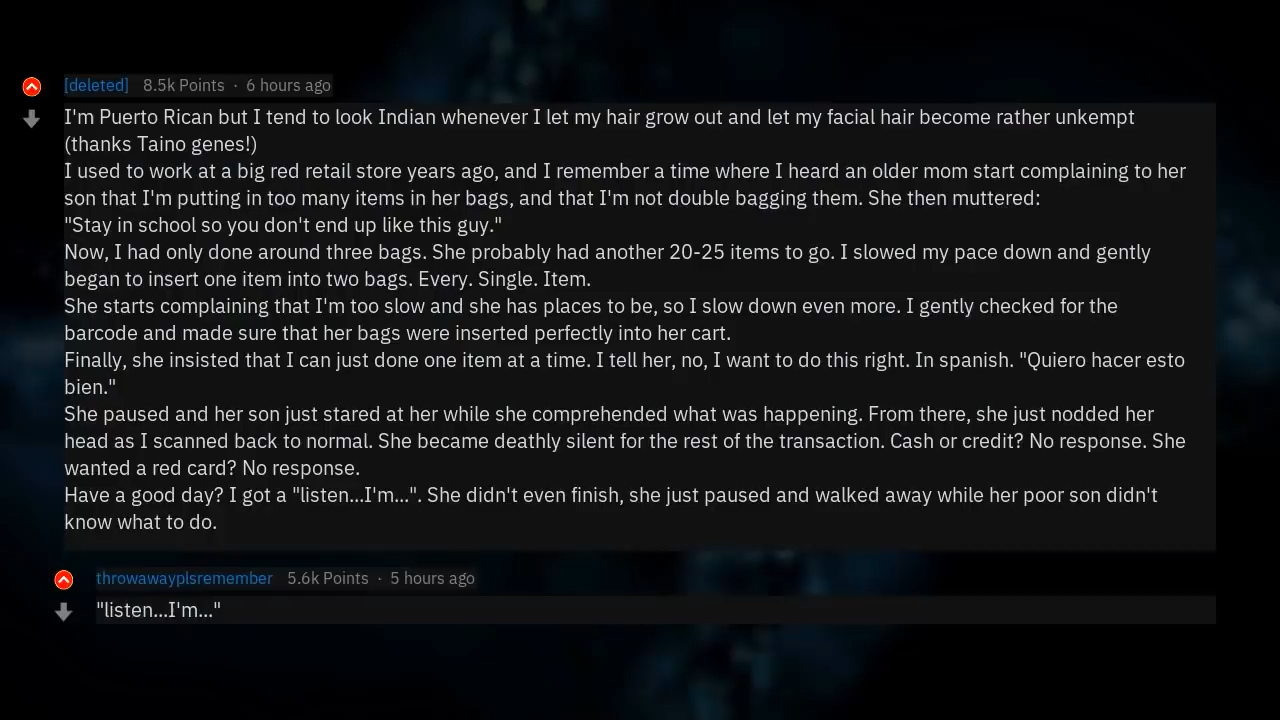 [deleted] 8.5k Points · 6 hours ago
I'm Puerto Rican but I tend to look Indian whenever I let my hair grow out and let my facial hair become rather unkempt
(thanks Taino genes!)
I used to work at a big red retail store years ago, and I remember a time where I heard an older mom start complaining to her
son that I'm putting in too many items in her bags, and that I'm not double bagging them. She then muttered:
"Stay in school so you don't end up like this guy."
Now, I had only done around three bags. She probably had another 20-25 items to go. I slowed my pace down and gently
began to insert one item into two bags. Every. Single. Item.
She starts complaining that I'm too slow and she has places to be, so I slow down even more. I gently checked for the
barcode and made sure that her bags were inserted perfectly into her cart.
Finally, she insisted that I can just done one item at a time. I tell her, no, I want to do this right. In spanish. "Quiero hacer esto
bien."
She paused and her son just stared at her while she comprehended what was happening. From there, she just nodded her
head as I scanned back to normal. She became deathly silent for the rest of the transaction. Cash or credit? No response. She
wanted a red card? No response.
Have a good day? I got a "listen...I'm...". She didn't even finish, she just paused and walked away while her poor son didn't
know what to do.
throwawayplsremember 5.6k Points · 5 hours ago
"listen...I'm..."